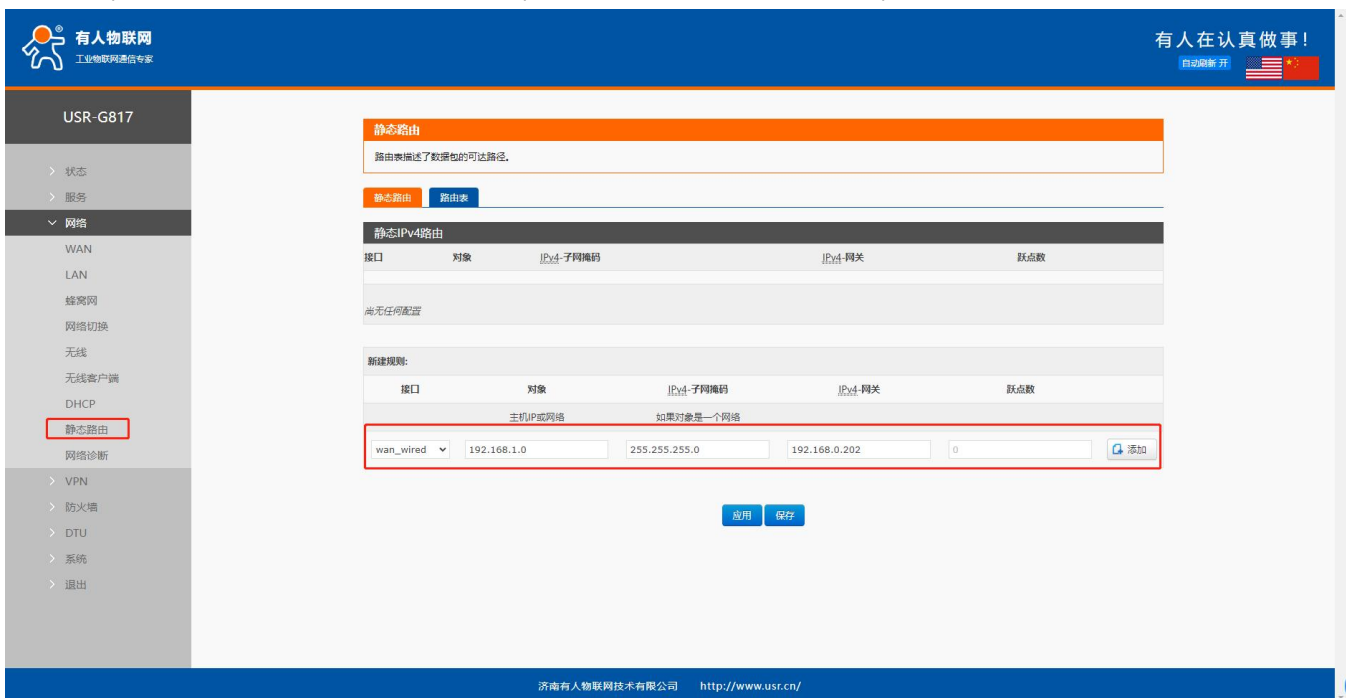 有人物联网
工业物联网通信专家
有人在认真做事!
自动刷新 开
USR-G817
状态
服务
网络
WAN
LAN
蜂窝网
网络切换
无线
无线客户端
DHCP
静态路由
网络诊断
VPN
防火墙
DTU
系统
退出
静态路由
路由表描述了数据包的可达路径。
静态路由 路由表
静态IPv4路由
接口 对象 IPv4-子网掩码 IPv4-网关 跃点数
尚无任何配置
新建规则:
接口 对象 IPv4-子网掩码 IPv4-网关 跃点数
主机IP或网络 如果对象是一个网络
wan_wired 192.168.1.0 255.255.255.0 192.168.0.202 0 添加
应用 保存
济南有人物联网技术有限公司 http://www.usr.cn/